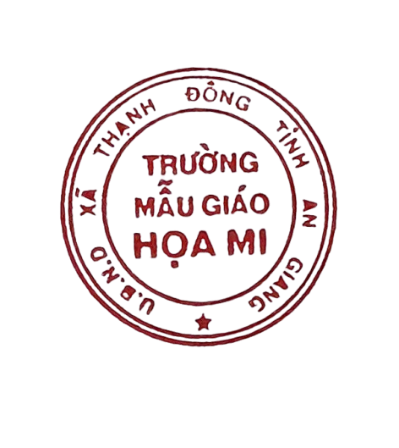 U.B.N.D XÃ THẠNH ĐÔNG TỈNH AN GIANG
TRƯỜNG
MẪU GIÁO
HỌA MI